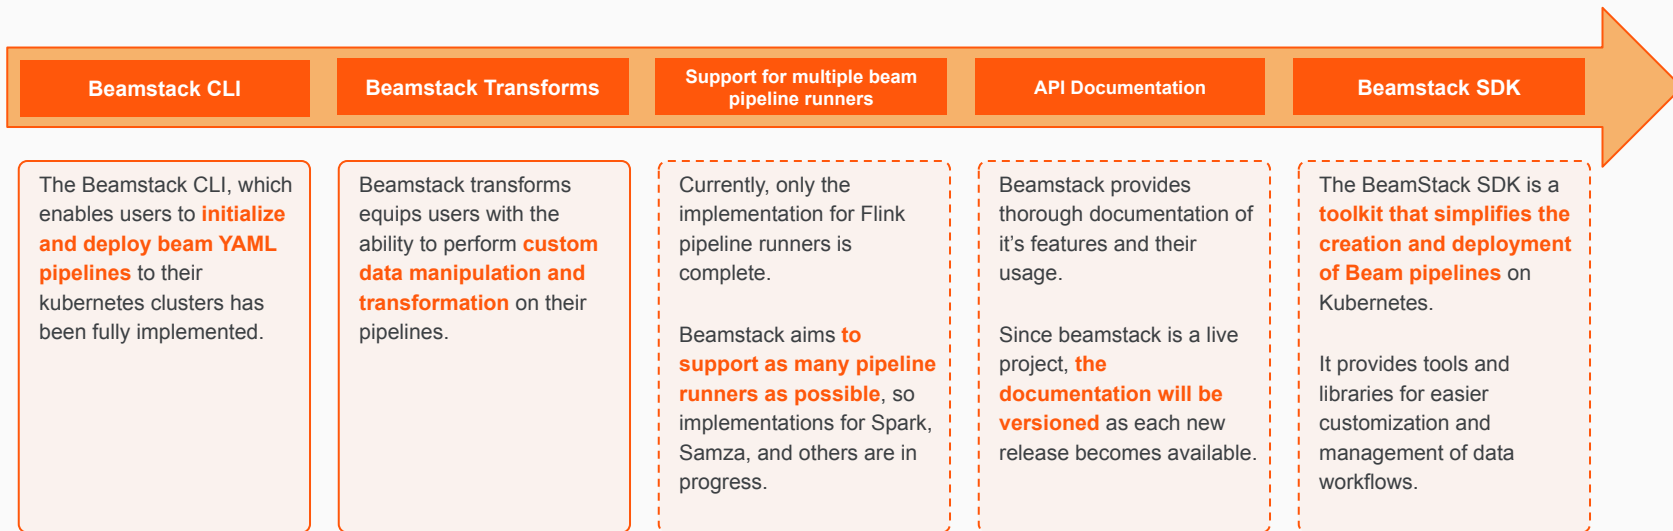 Beamstack CLI
Beamstack Transforms
Support for multiple beam
pipeline runners
API Documentation
Beamstack SDK
The Beamstack CLI, which
enables users to initialize
and deploy beam YAML
pipelines to their
kubernetes clusters has
been fully implemented.
Beamstack transforms
equips users with the
ability to perform custom
data manipulation and
transformation on their
pipelines.
Currently, only the
implementation for Flink
pipeline runners is
complete.
Beamstack aims to
support as many pipeline
runners as possible, so
implementations for Spark,
Samza, and others are in
progress.
Beamstack provides
thorough documentation of
it's features and their
usage.
Since beamstack is a live
project, the
documentation will be
versioned as each new
release becomes available.
The BeamStack SDK is a
toolkit that simplifies the
creation and deployment
of Beam pipelines on
Kubernetes.
It provides tools and
libraries for easier
customization and
management of data
workflows.